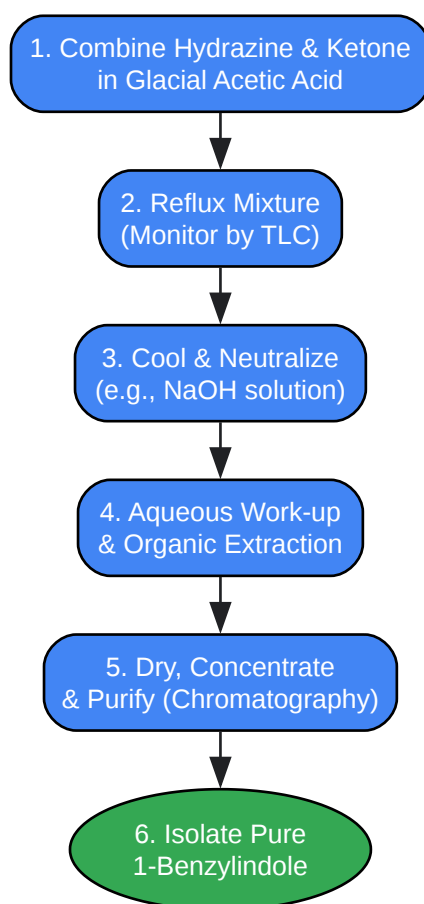 1. Combine Hydrazine & Ketone
in Glacial Acetic Acid
2. Reflux Mixture
(Monitor by TLC)
3. Cool & Neutralize
(e.g., NaOH solution)
4. Aqueous Work-up
& Organic Extraction
5. Dry, Concentrate
& Purify (Chromatography)
6. Isolate Pure
1-Benzylindole